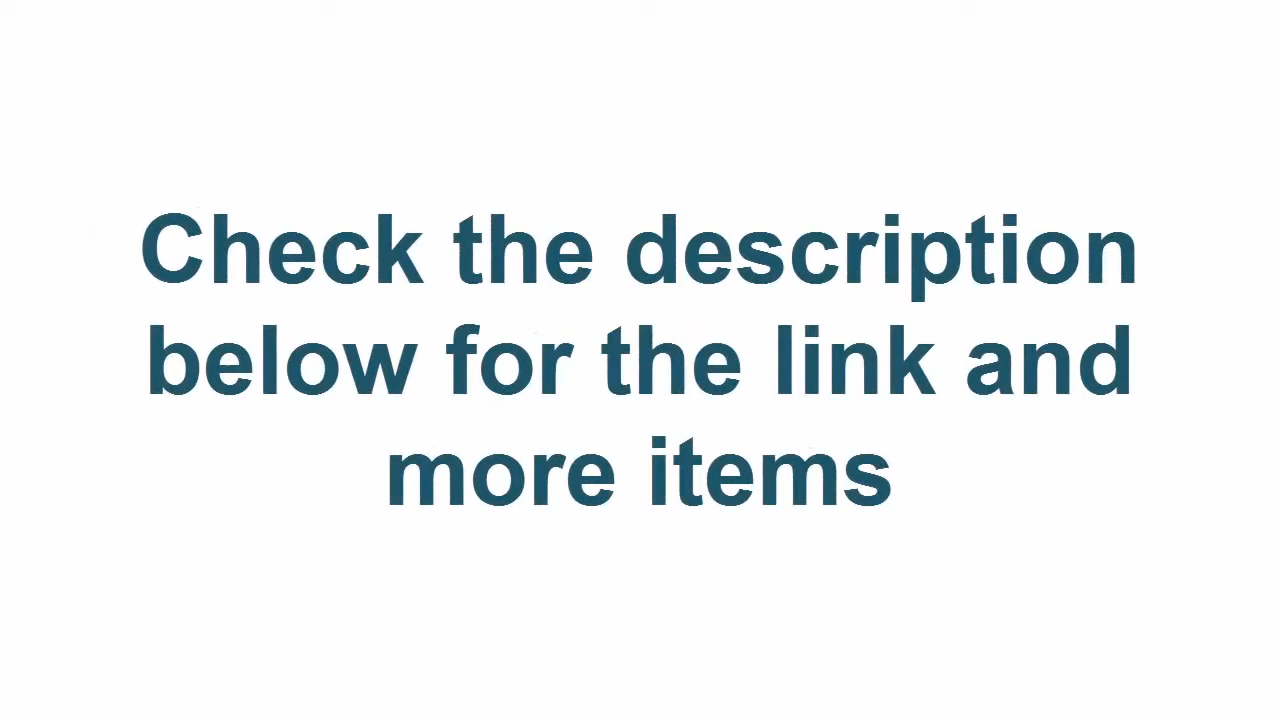 Check the description
below for the link and
more items